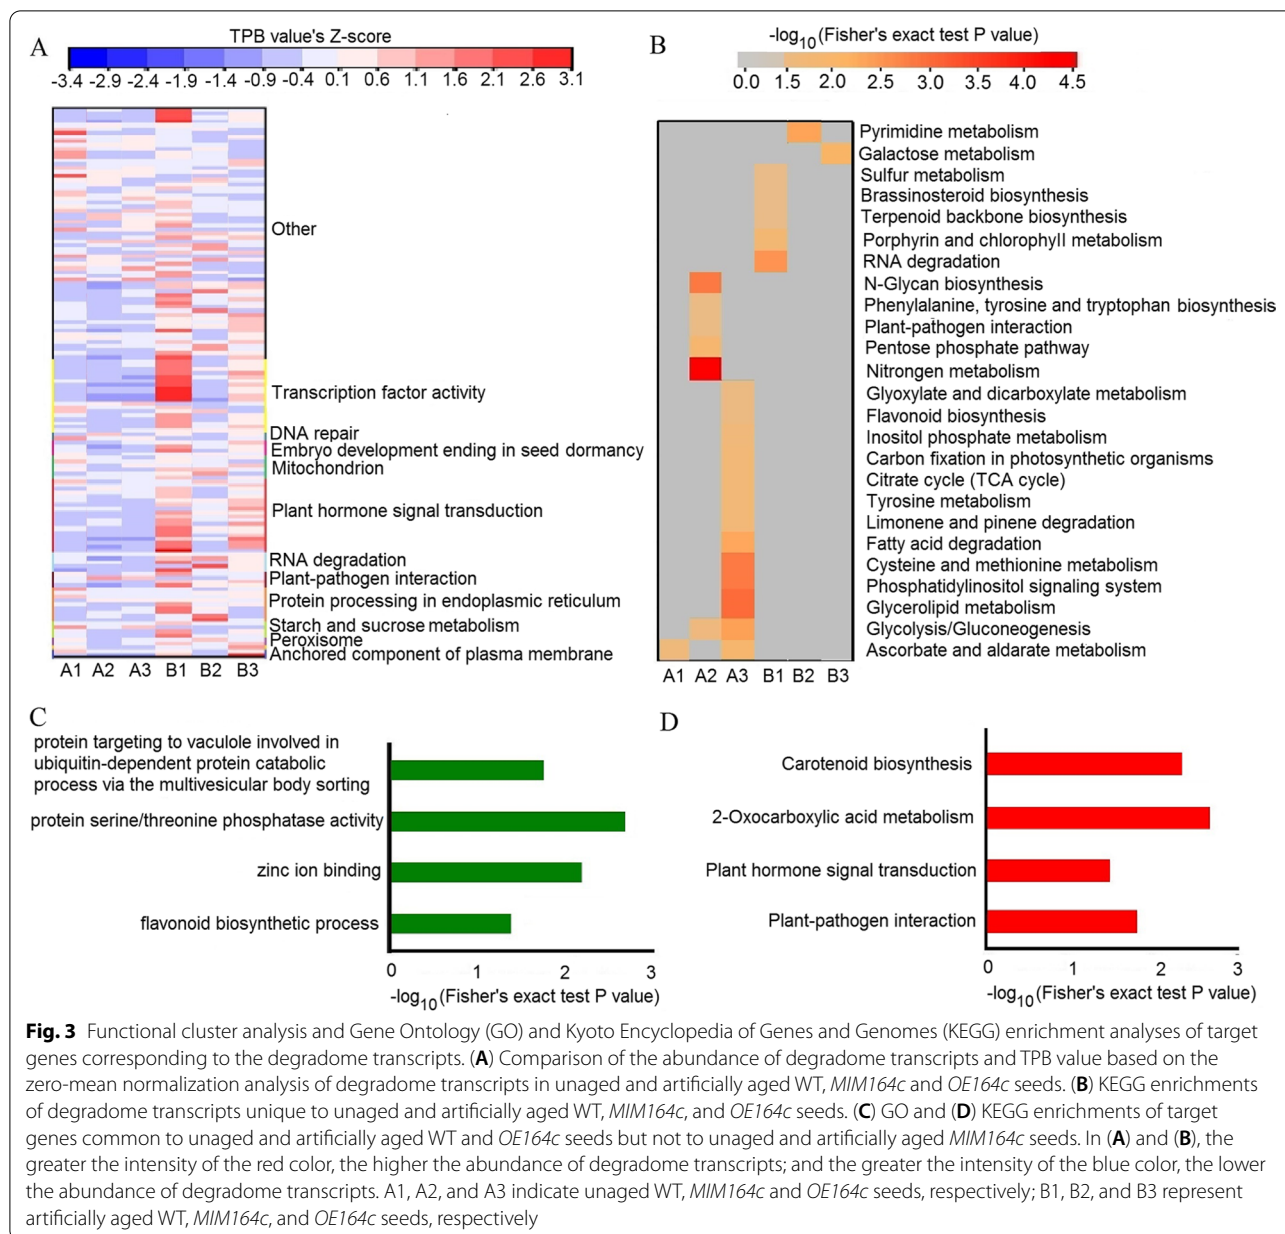 A
TPB value's Z-score
-3.4 -2.9 -2.4 -1.9 -1.4 -0.9 -0.4 0.1 0.6 1.1 1.6 2.1 2.6 3.1
Other
Transcription factor activity
DNA repair
Embryo development ending in seed dormancy
Mitochondrion
Plant hormone signal transduction
RNA degradation
Plant-pathogen interaction
Protein processing in endoplasmic reticulum
Starch and sucrose metabolism
Peroxisome
Anchored component of plasma membrane
A1 A2 A3 B1 B2 B3
B
-log10(Fisher's exact test P value)
0.0 1.5 2.0 2.5 3.0 3.5 4.0 4.5
Pyrimidine metabolism
Galactose metabolism
Sulfur metabolism
Brassinosteroid biosynthesis
Terpenoid backbone biosynthesis
Porphyrin and chlorophyll metabolism
RNA degradation
N-Glycan biosynthesis
Phenylalanine, tyrosine and tryptophan biosynthesis
Plant-pathogen interaction
Pentose phosphate pathway
Nitrongen metabolism
Glyoxylate and dicarboxylate metabolism
Flavonoid biosynthesis
Inositol phosphate metabolism
Carbon fixation in photosynthetic organisms
Citrate cycle (TCA cycle)
Tyrosine metabolism
Limonene and pinene degradation
Fatty acid degradation
Cysteine and methionine metabolism
Phosphatidylinositol signaling system
Glycerolipid metabolism
Glycolysis/Gluconeogenesis
Ascorbate and aldarate metabolism
A1 A2 A3 B1 B2 B3
C
protein targeting to vaculole involved in
ubiquitin-dependent protein catabolic
process via the multivesicular body sorting
protein serine/threonine phosphatase activity
zinc ion binding
flavonoid biosynthetic process
0 1 2 3
-log10(Fisher's exact test P value)
D
Carotenoid biosynthesis
2-Oxocarboxylic acid metabolism
Plant hormone signal transduction
Plant-pathogen interaction
0 1 2 3
-log10(Fisher's exact test P value)
Fig. 3 Functional cluster analysis and Gene Ontology (GO) and Kyoto Encyclopedia of Genes and Genomes (KEGG) enrichment analyses of target
genes corresponding to the degradome transcripts. (A) Comparison of the abundance of degradome transcripts and TPB value based on the
zero-mean normalization analysis of degradome transcripts in unaged and artificially aged WT, MIM164c and OE164c seeds. (B) KEGG enrichments
of degradome transcripts unique to unaged and artificially aged WT, MIM164c, and OE164c seeds. (C) GO and (D) KEGG enrichments of target
genes common to unaged and artificially aged WT and OE164c seeds but not to unaged and artificially aged MIM164c seeds. In (A) and (B), the
greater the intensity of the red color, the higher the abundance of degradome transcripts; and the greater the intensity of the blue color, the lower
the abundance of degradome transcripts. A1, A2, and A3 indicate unaged WT, MIM164c and OE164c seeds, respectively; B1, B2, and B3 represent
artificially aged WT, MIM164c, and OE164c seeds, respectively